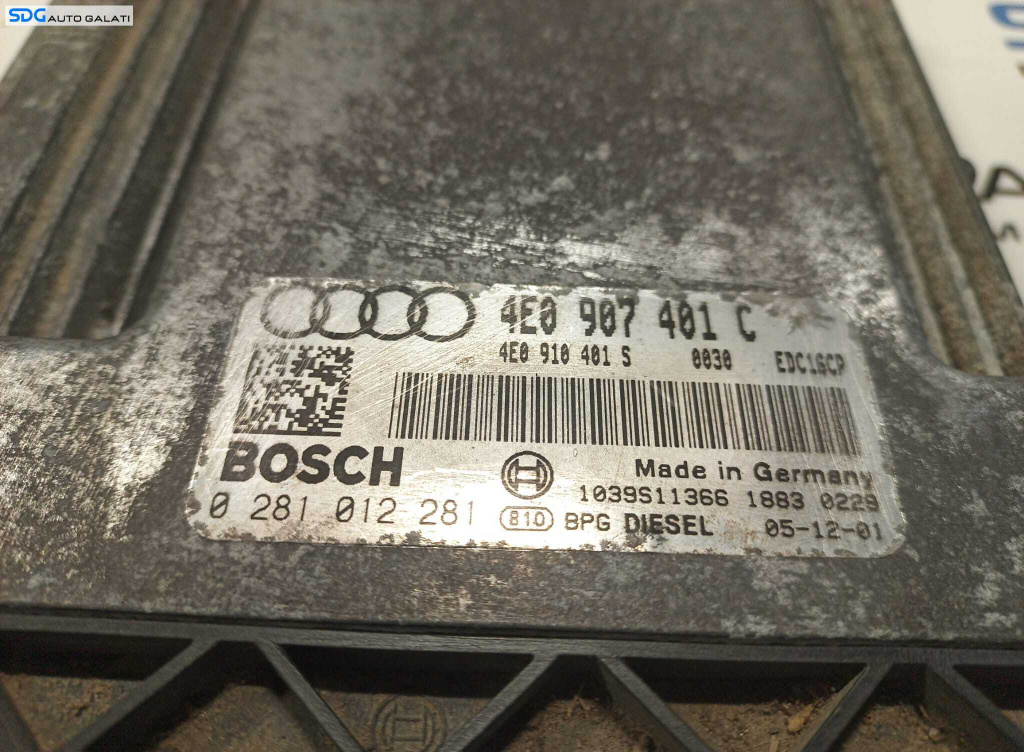 SDG AUTO GALATI
4E0 907 401 C
4E0 910 401 S 0030 EDC16CP
BOSCH
Made in Germany
1039S11366 1883 0229
0 281 012 281 810 BPG DIESEL 05-12-01